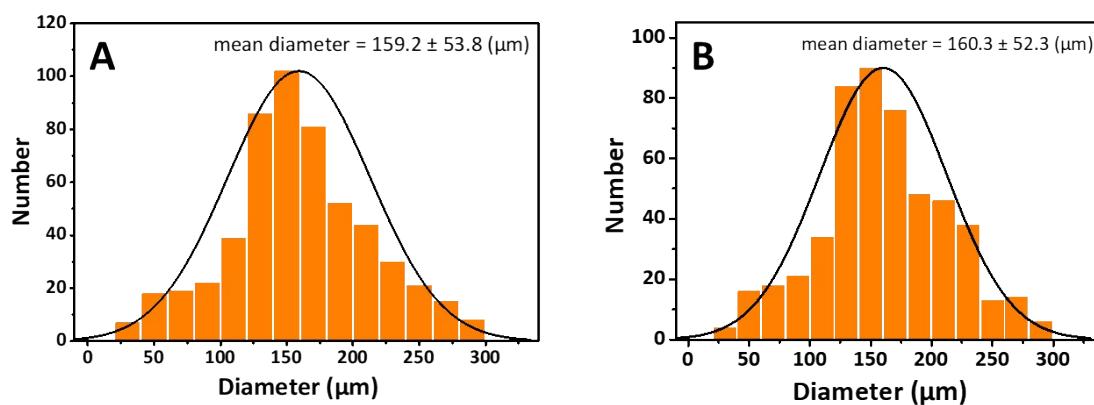 A
mean diameter = 159.2 ± 53.8 (µm)
120
100
80
60
40
20
0
Number
0 50 100 150 200 250 300
Diameter (µm)
B
mean diameter = 160.3 ± 52.3 (µm)
100
80
60
40
20
0
Number
0 50 100 150 200 250 300
Diameter (µm)